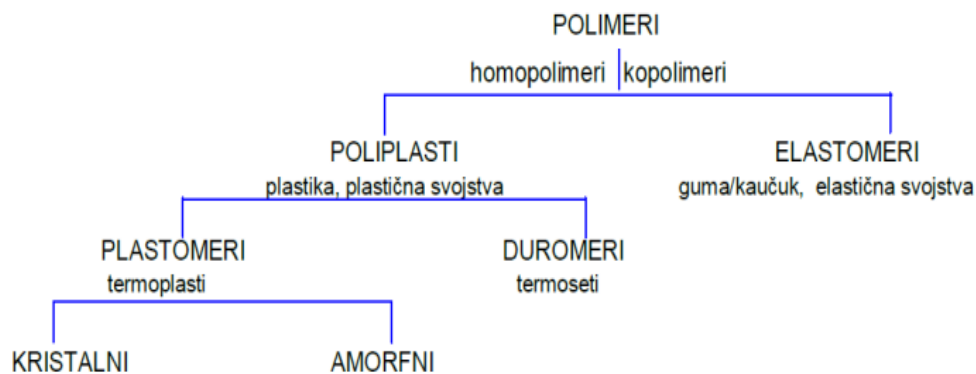 POLIMERI
homopolimeri kopolimeri
POLIPLASTI
plastika, plastična svojstva
ELASTOMERI
guma/kaučuk, elastična svojstva
PLASTOMERI
termoplasti
DUROMERI
termoseti
KRISTALNI
AMORFNI